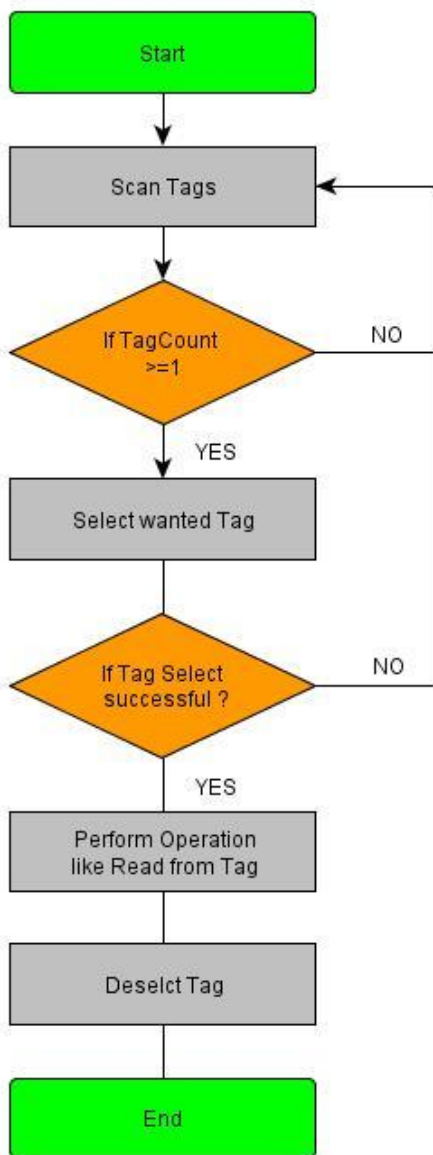 Start
Scan Tags
If TagCount
>=1
NO
YES
Select wanted Tag
If Tag Select
successful ?
NO
YES
Perform Operation
like Read from Tag
Deselct Tag
End